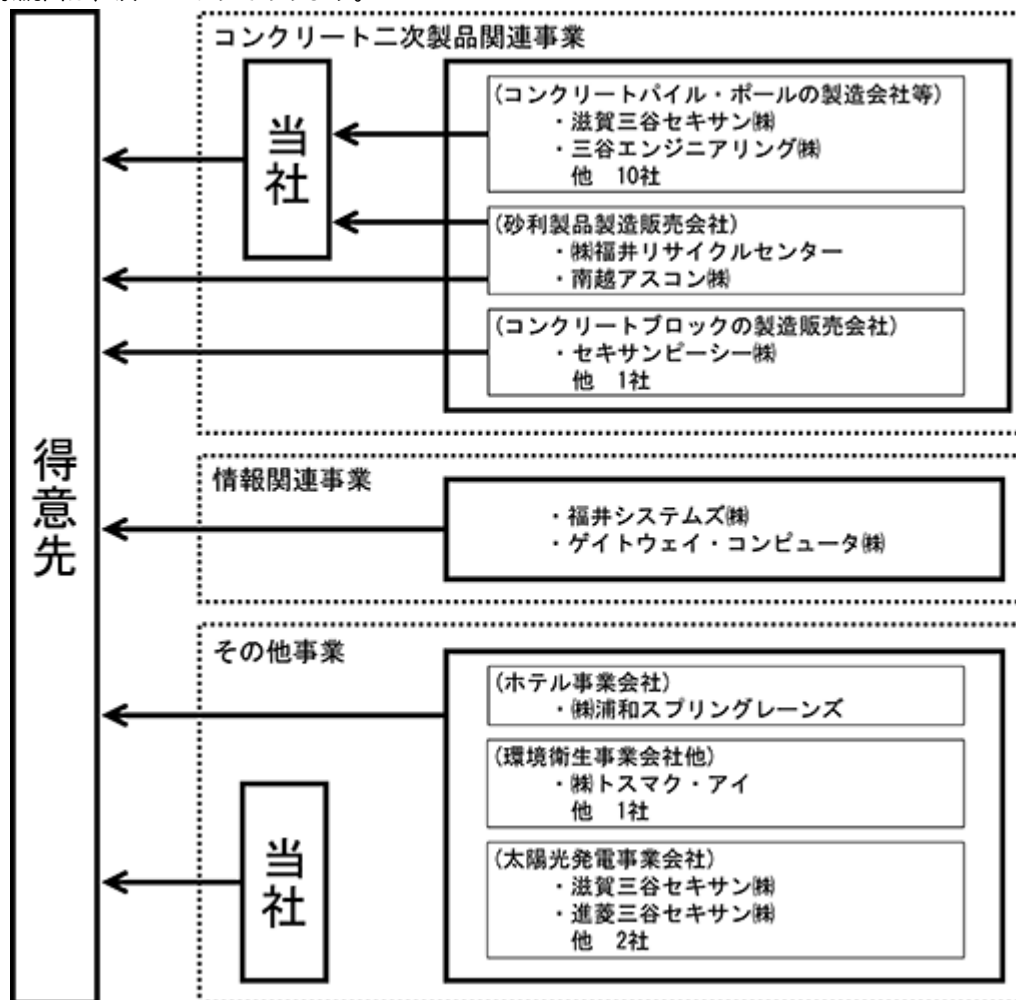 コンクリート二次製品関連事業
当社
(コンクリートパイル・ポールの製造会社等)
・滋賀三谷セキサン㈱
・三谷エンジニアリング㈱
他 10社
(砂利製品製造販売会社)
・㈱福井リサイクルセンター
・南越アスコン㈱
(コンクリートブロックの製造販売会社)
・セキサンピーシー㈱
他 1社
得意先
情報関連事業
・福井システムズ㈱
・ゲイトウェイ・コンピュータ㈱
その他事業
(ホテル事業会社)
・㈱浦和スプリングレーンズ
(環境衛生事業会社他)
・㈱トスマク・アイ
他 1社
当社
(太陽光発電事業会社)
・滋賀三谷セキサン㈱
・進菱三谷セキサン㈱
他 2社